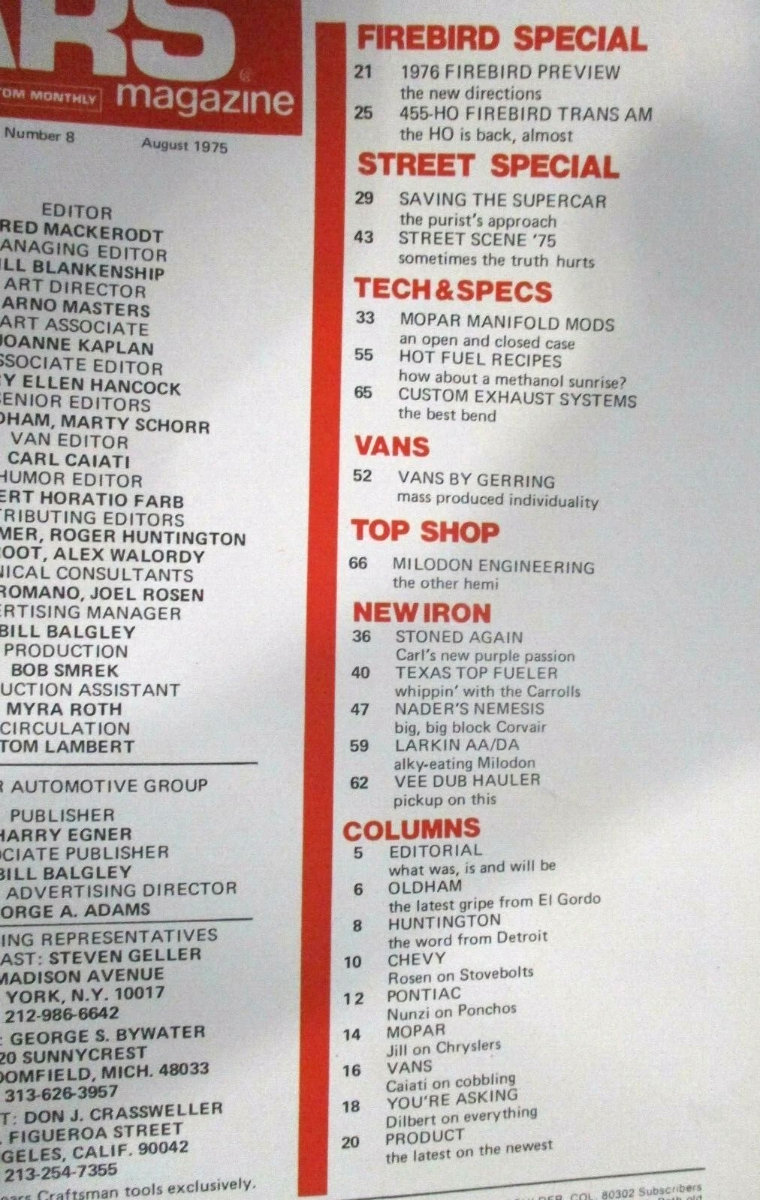 ARS
TOM MONTHLY
magazine
Number 8
August 1975
EDITOR
RED MACKERODT
ANAGING EDITOR
ILL BLANKENSHIP
ART DIRECTOR
ARNO MASTERS
ART ASSOCIATE
JOANNE KAPLAN
SSOCIATE EDITOR
Y ELLEN HANCOCK
SENIOR EDITORS
DHAM, MARTY SCHORR
VAN EDITOR
CARL CAIATI
HUMOR EDITOR
ERT HORATIO FARB
TRIBUTING EDITORS
MER, ROGER HUNTINGTON
ROOT, ALEX WALORDY
NICAL CONSULTANTS
ROMANO, JOEL ROSEN
ERTISING MANAGER
BILL BALGLEY
PRODUCTION
BOB SMREK
UCTION ASSISTANT
MYRA ROTH
CIRCULATION
TOM LAMBERT
R AUTOMOTIVE GROUP
PUBLISHER
HARRY EGNER
CIATE PUBLISHER
BILL BALGLEY
ADVERTISING DIRECTOR
ORGE A. ADAMS
ING REPRESENTATIVES
AST: STEVEN GELLER
MADISON AVENUE
YORK, N.Y. 10017
212-986-6642
: GEORGE S. BYWATER
20 SUNNYCREST
OOMFIELD, MICH. 48033
313-626-3957
T: DON J. CRASSWELLER
FIGUEROA STREET
GELES, CALIF. 90042
213-254-7355
ears Craftsman tools exclusively.
FIREBIRD SPECIAL
21 1976 FIREBIRD PREVIEW
the new directions
25 455-HO FIREBIRD TRANS AM
the HO is back, almost
STREET SPECIAL
29 SAVING THE SUPERCAR
the purist's approach
43 STREET SCENE '75
sometimes the truth hurts
TECH&SPECS
33 MOPAR MANIFOLD MODS
an open and closed case
55 HOT FUEL RECIPES
how about a methanol sunrise?
65 CUSTOM EXHAUST SYSTEMS
the best bend
VANS
52 VANS BY GERRING
mass produced individuality
TOP SHOP
66 MILODON ENGINEERING
the other hemi
NEW IRON
36 STONED AGAIN
Carl's new purple passion
40 TEXAS TOP FUELER
whippin' with the Carrolls
47 NADER'S NEMESIS
big, big block Corvair
59 LARKIN AA/DA
alky-eating Milodon
62 VEE DUB HAULER
pickup on this
COLUMNS
5 EDITORIAL
what was, is and will be
6 OLDHAM
the latest gripe from El Gordo
8 HUNTINGTON
the word from Detroit
10 CHEVY
Rosen on Stovebolts
12 PONTIAC
Nunzi on Ponchos
14 MOPAR
Jill on Chryslers
16 VANS
Caiati on cobbling
18 YOU'RE ASKING
Dilbert on everything
20 PRODUCT
the latest on the newest
COL. 80302 Subscribers